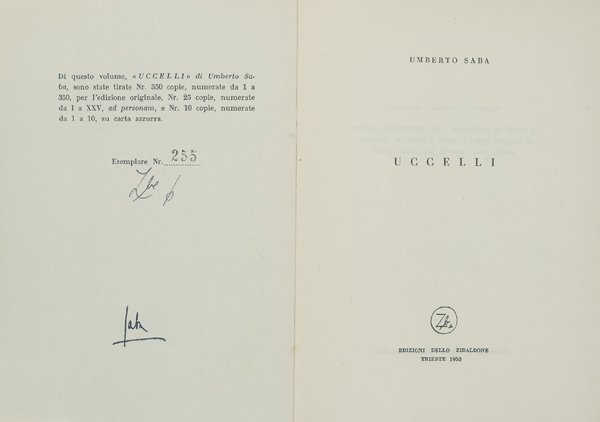 Di questo volume, «UCCELLI» di Umberto Sa-
ba, sono state tirate Nr. 350 copie, numerate da 1 a
350, per l'edizione originale, Nr. 25 copie, numerate
da I a XXV, ad personam, e Nr. 10 copie, numerate
da 1 a 10, su carta azzurra.
Esemplare Nr. 255
Saba
UMBERTO SABA
UCCELLI
EDIZIONI DELLO ZIBALDONE
TRIESTE 1950